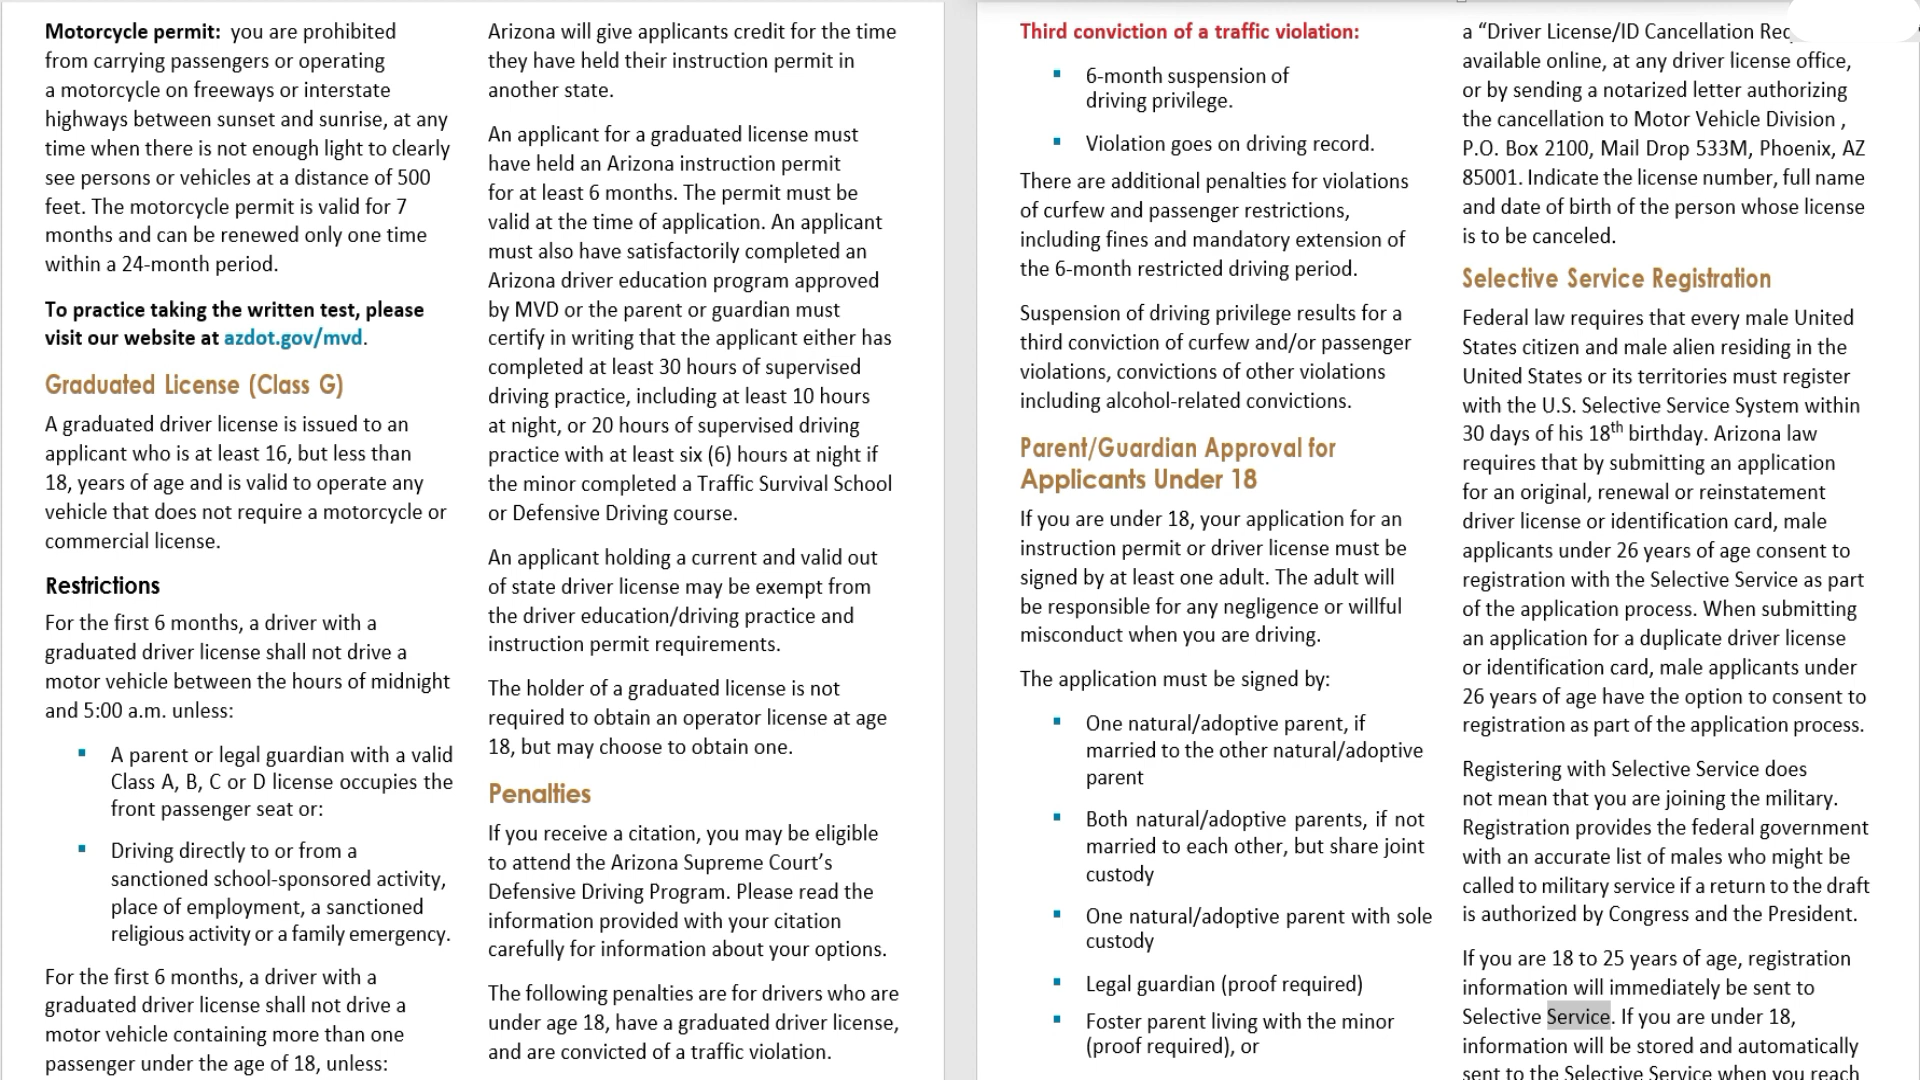 Motorcycle permit: you are prohibited
from carrying passengers or operating
a motorcycle on freeways or interstate
highways between sunset and sunrise, at any
time when there is not enough light to clearly
see persons or vehicles at a distance of 500
feet. The motorcycle permit is valid for 7
months and can be renewed only one time
within a 24-month period.
To practice taking the written test, please
visit our website at azdot.gov/mvd.
Graduated License (Class G)
A graduated driver license is issued to an
applicant who is at least 16, but less than
18, years of age and is valid to operate any
vehicle that does not require a motorcycle or
commercial license.
Restrictions
For the first 6 months, a driver with a
graduated driver license shall not drive a
motor vehicle between the hours of midnight
and 5:00 a.m. unless:
▪ A parent or legal guardian with a valid
Class A, B, C or D license occupies the
front passenger seat or:
▪ Driving directly to or from a
sanctioned school-sponsored activity,
place of employment, a sanctioned
religious activity or a family emergency.
For the first 6 months, a driver with a
graduated driver license shall not drive a
motor vehicle containing more than one
passenger under the age of 18, unless:
Arizona will give applicants credit for the time
they have held their instruction permit in
another state.
An applicant for a graduated license must
have held an Arizona instruction permit
for at least 6 months. The permit must be
valid at the time of application. An applicant
must also have satisfactorily completed an
Arizona driver education program approved
by MVD or the parent or guardian must
certify in writing that the applicant either has
completed at least 30 hours of supervised
driving practice, including at least 10 hours
at night, or 20 hours of supervised driving
practice with at least six (6) hours at night if
the minor completed a Traffic Survival School
or Defensive Driving course.
An applicant holding a current and valid out
of state driver license may be exempt from
the driver education/driving practice and
instruction permit requirements.
The holder of a graduated license is not
required to obtain an operator license at age
18, but may choose to obtain one.
Penalties
If you receive a citation, you may be eligible
to attend the Arizona Supreme Court’s
Defensive Driving Program. Please read the
information provided with your citation
carefully for information about your options.
The following penalties are for drivers who are
under age 18, have a graduated driver license,
and are convicted of a traffic violation.
Third conviction of a traffic violation:
▪ 6-month suspension of
driving privilege.
▪ Violation goes on driving record.
There are additional penalties for violations
of curfew and passenger restrictions,
including fines and mandatory extension of
the 6-month restricted driving period.
Suspension of driving privilege results for a
third conviction of curfew and/or passenger
violations, convictions of other violations
including alcohol-related convictions.
Parent/Guardian Approval for
Applicants Under 18
If you are under 18, your application for an
instruction permit or driver license must be
signed by at least one adult. The adult will
be responsible for any negligence or willful
misconduct when you are driving.
The application must be signed by:
▪ One natural/adoptive parent, if
married to the other natural/adoptive
parent
▪ Both natural/adoptive parents, if not
married to each other, but share joint
custody
▪ One natural/adoptive parent with sole
custody
▪ Legal guardian (proof required)
▪ Foster parent living with the minor
(proof required), or
a “Driver License/ID Cancellation
available online, at any driver license office,
or by sending a notarized letter authorizing
the cancellation to Motor Vehicle Division ,
P.O. Box 2100, Mail Drop 533M, Phoenix, AZ
85001. Indicate the license number, full name
and date of birth of the person whose license
is to be canceled.
Selective Service Registration
Federal law requires that every male United
States citizen and male alien residing in the
United States or its territories must register
with the U.S. Selective Service System within
30 days of his 18th birthday. Arizona law
requires that by submitting an application
for an original, renewal or reinstatement
driver license or identification card, male
applicants under 26 years of age consent to
registration with the Selective Service as part
of the application process. When submitting
an application for a duplicate driver license
or identification card, male applicants under
26 years of age have the option to consent to
registration as part of the application process.
Registering with Selective Service does
not mean that you are joining the military.
Registration provides the federal government
with an accurate list of males who might be
called to military service if a return to the draft
is authorized by Congress and the President.
If you are 18 to 25 years of age, registration
information will immediately be sent to
Selective Service. If you are under 18,
information will be stored and automatically
sent to the Selective Service when you reach